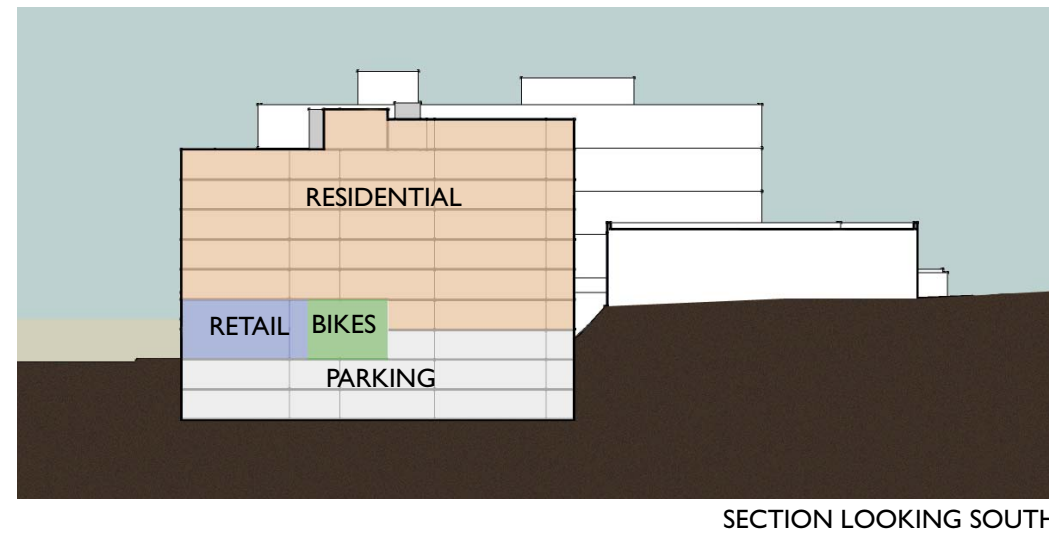 RESIDENTIAL
RETAIL BIKES
PARKING
SECTION LOOKING SOUTH